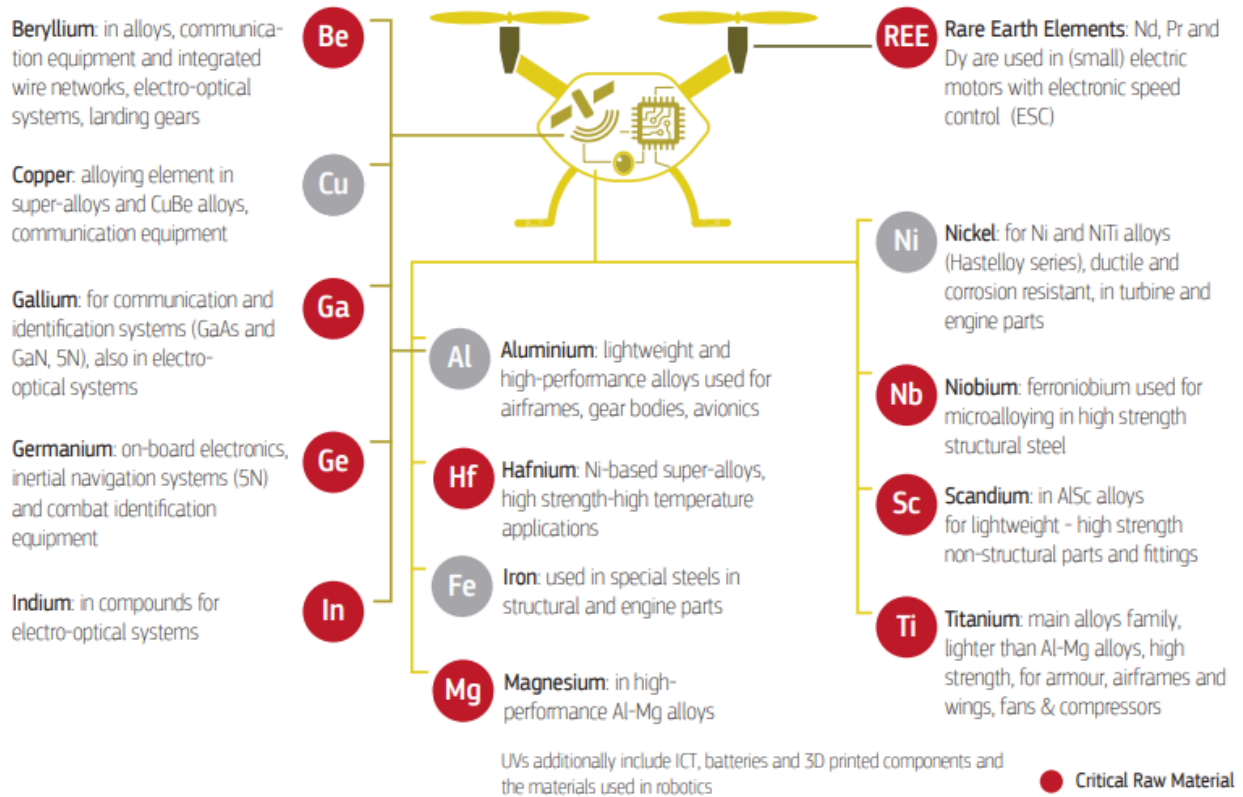 Be
Beryllium: in alloys, communica-
tion equipment and integrated
wire networks, electro-optical
systems, landing gears
Cu
Copper: alloying element in
super-alloys and CuBe alloys,
communication equipment
Ga
Gallium: for communication and
identification systems (GaAs and
GaN, 5N), also in electro-
optical systems
Ge
Germanium: on-board electronics,
inertial navigation systems (5N)
and combat identification
equipment
In
Indium: in compounds for
electro-optical systems
Al
Aluminium: lightweight and
high-performance alloys used for
airframes, gear bodies, avionics
Hf
Hafnium: Ni-based super-alloys,
high strength-high temperature
applications
Fe
Iron: used in special steels in
structural and engine parts
Mg
Magnesium: in high-
performance Al-Mg alloys
REE
Rare Earth Elements: Nd, Pr and
Dy are used in (small) electric
motors with electronic speed
control (ESC)
Ni
Nickel: for Ni and NiTi alloys
(Hastelloy series), ductile and
corrosion resistant, in turbine and
engine parts
Nb
Niobium: ferroniobium used for
microalloying in high strength
structural steel
Sc
Scandium: in AlSc alloys
for lightweight - high strength
non-structural parts and fittings
Ti
Titanium: main alloys family,
lighter than Al-Mg alloys, high
strength, for armour, airframes and
wings, fans & compressors
UVs additionally include ICT, batteries and 3D printed components and
the materials used in robotics
Critical Raw Material